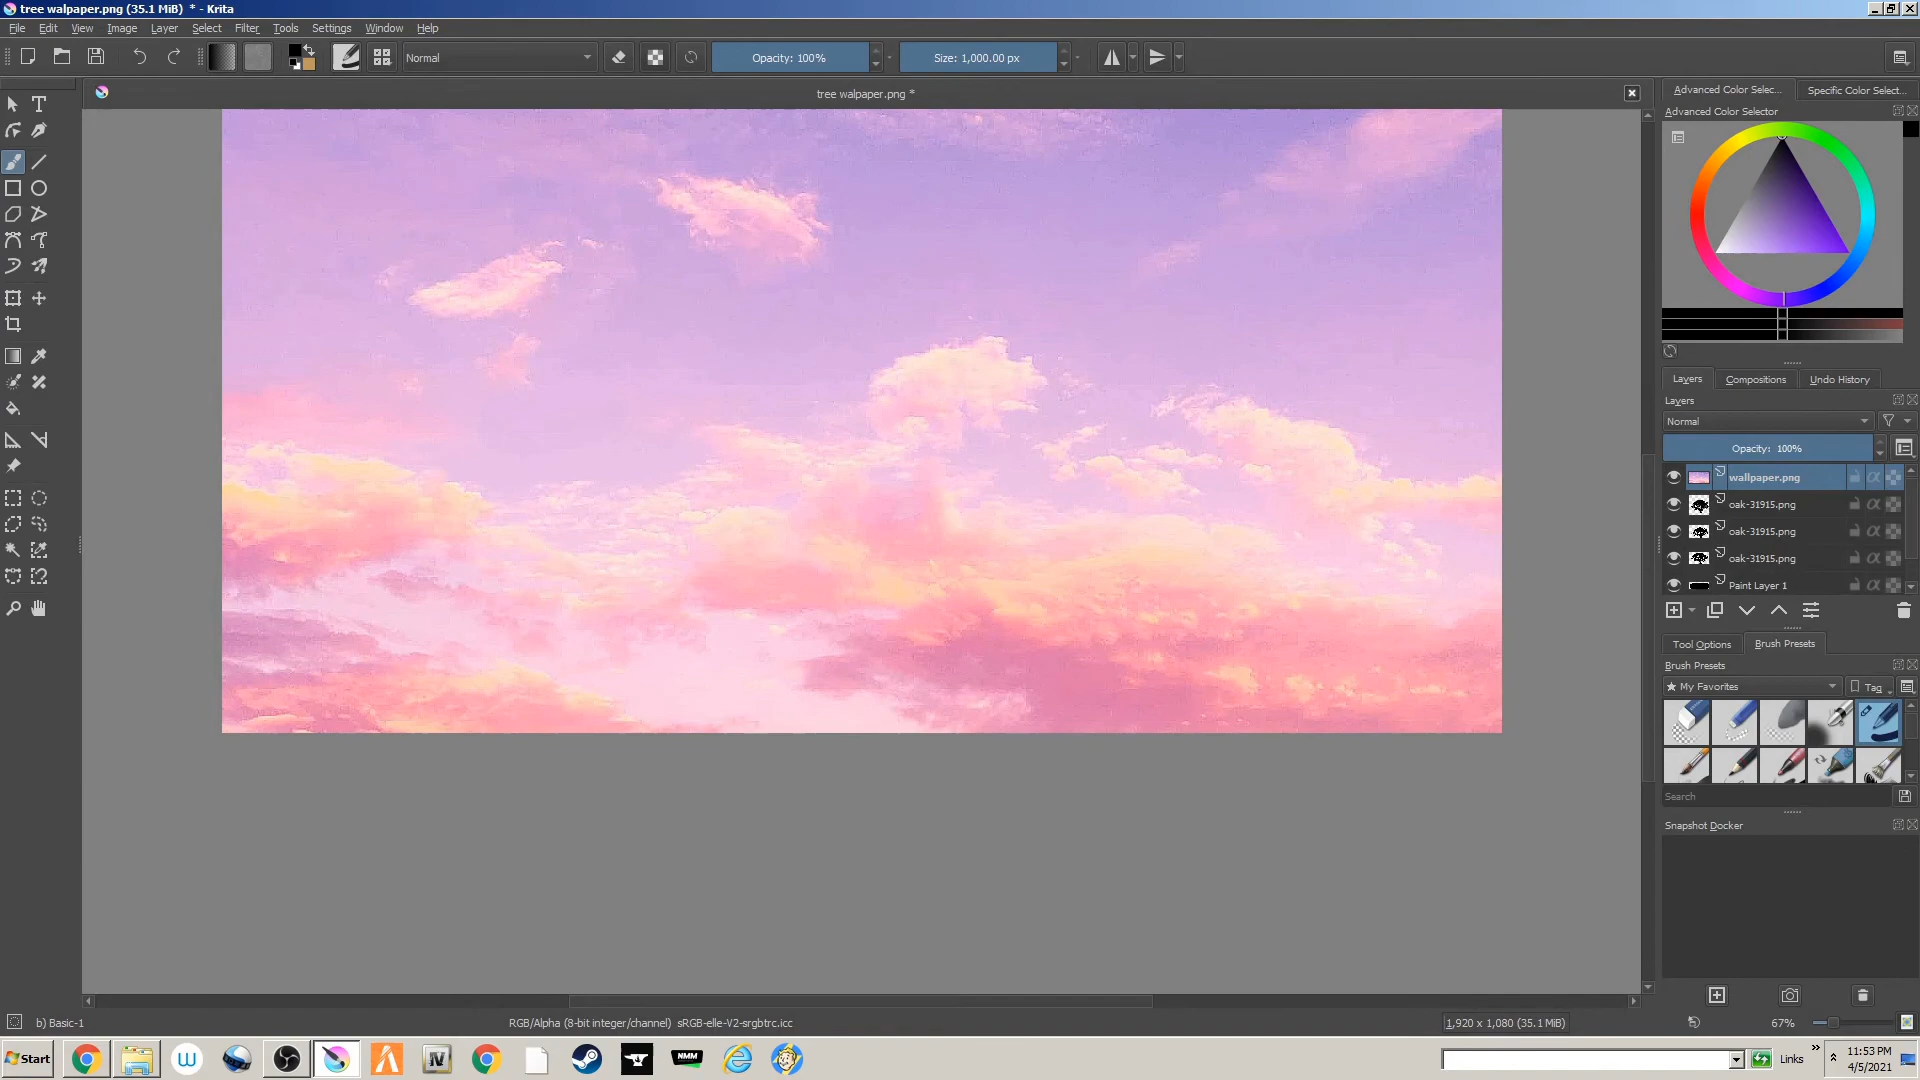 tree walpaper.png (35.1 MiB) * - Krita
File Edit View Image Layer Select Filter Tools Settings Window Help
Normal
Opacity: 100%
Size: 1,000.00 px
tree walpaper.png *
Advanced Color Selec...
Specific Color Select...
Advanced Color Selector
Layers
Compositions
Undo History
Layers
Normal
Opacity: 100%
wallpaper.png
oak-31915.png
oak-31915.png
oak-31915.png
Paint Layer 1
Tool Options
Brush Presets
Brush Presets
★ My Favorites
Tag
Search
Snapshot Docker
b) Basic-1
RGB/Alpha (8-bit integer/channel) sRGB-elle-V2-srgbtrc.icc
1,920 x 1,080 (35.1 MiB)
67%
Start
W
NMM
Links
11:53 PM
4/5/2021